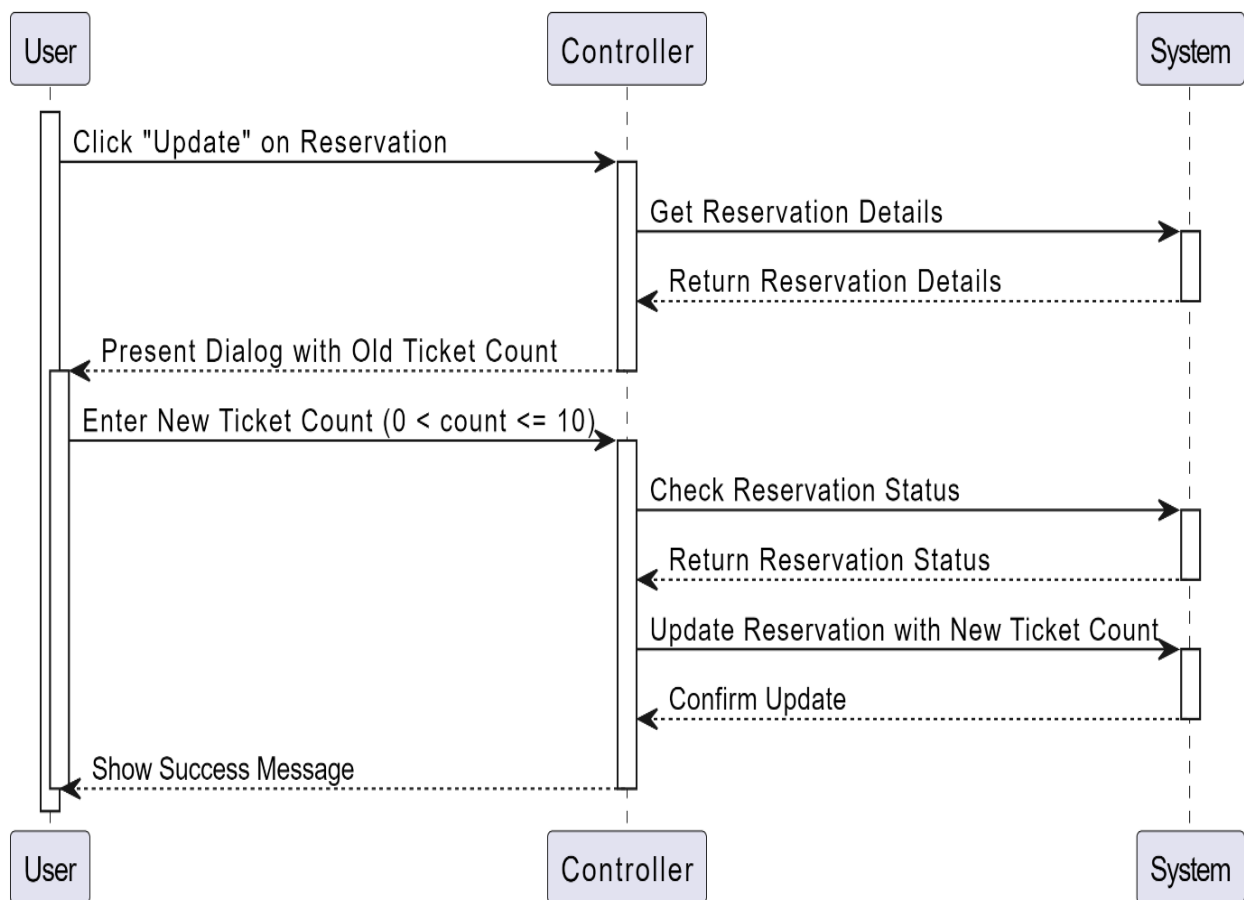 User
Controller
System
Click "Update" on Reservation
Get Reservation Details
Return Reservation Details
Present Dialog with Old Ticket Count
Enter New Ticket Count (0 < count <= 10)
Check Reservation Status
Return Reservation Status
Update Reservation with New Ticket Count
Confirm Update
Show Success Message
User
Controller
System